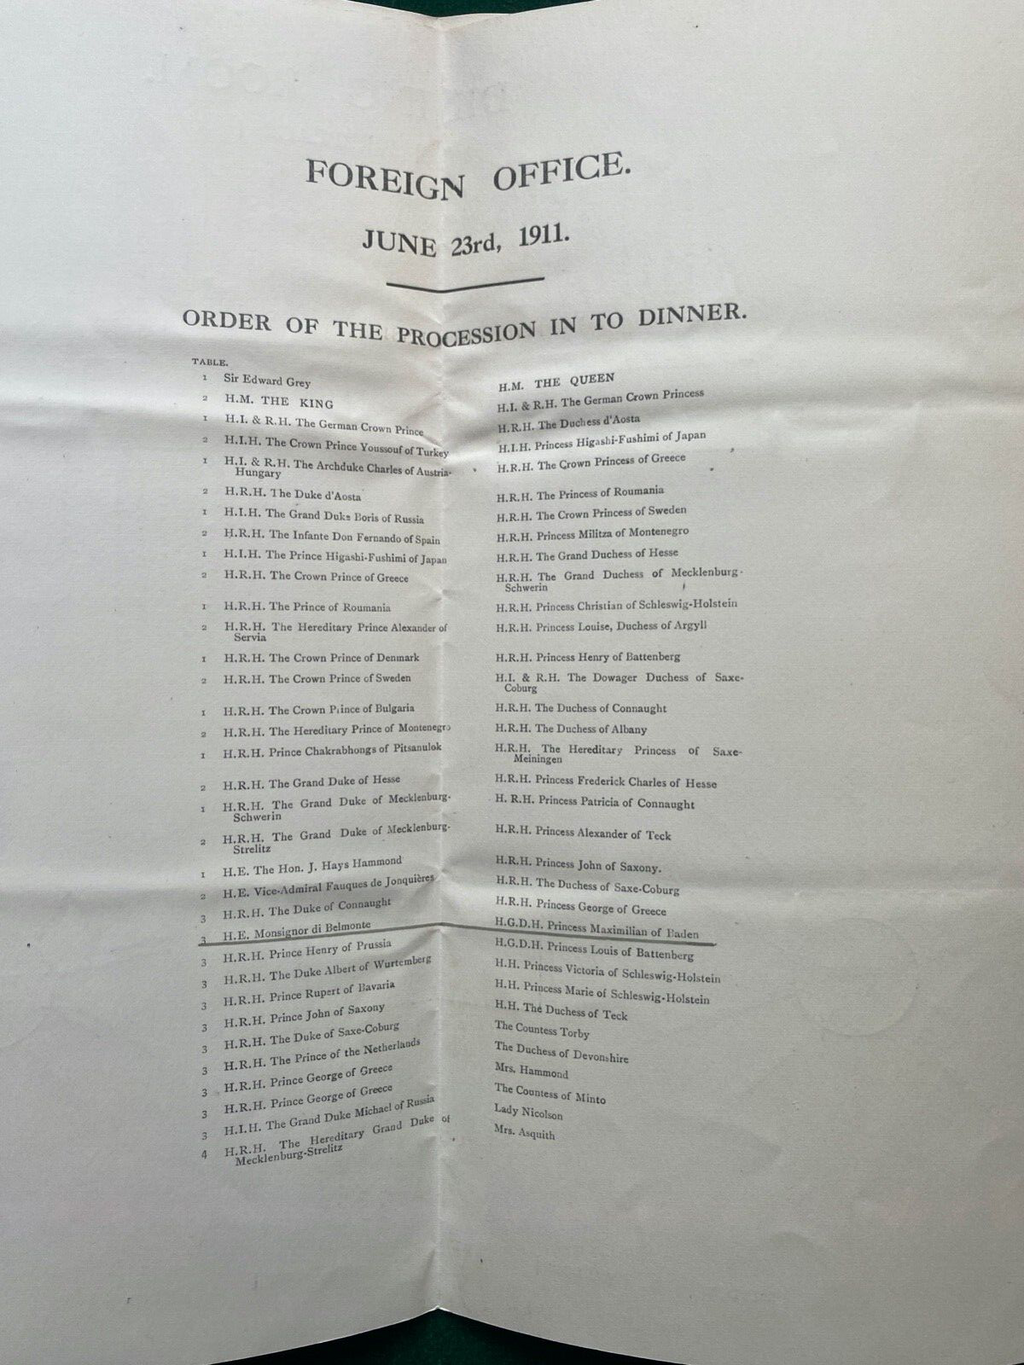 FOREIGN OFFICE.
JUNE 23rd, 1911.
ORDER OF THE PROCESSION IN TO DINNER.
TABLE.
1 Sir Edward Grey H.M. THE QUEEN
2 H.M. THE KING H.I. & R.H. The German Crown Princess
1 H.I. & R.H. The German Crown Prince H.R.H. The Duchess d'Aosta
2 H.I.H. The Crown Prince Youssouf of Turkey H.I.H. Princess Higashi-Fushimi of Japan
1 H.I. & R.H. The Archduke Charles of Austria- H.R.H. The Crown Princess of Greece
Hungary
2 H.R.H. The Duke d'Aosta H.R.H. The Princess of Roumania
1 H.I.H. The Grand Duke Boris of Russia H.R.H. The Crown Princess of Sweden
2 H.R.H. The Infante Don Fernando of Spain H.R.H. Princess Militza of Montenegro
1 H.I.H. The Prince Higashi-Fushimi of Japan H.R.H. The Grand Duchess of Hesse
2 H.R.H. The Crown Prince of Greece H.R.H. The Grand Duchess of Mecklenburg-
Schwerin
1 H.R.H. The Prince of Roumania H.R.H. Princess Christian of Schleswig-Holstein
2 H.R.H. The Hereditary Prince Alexander of H.R.H. Princess Louise, Duchess of Argyll
Servia
1 H.R.H. The Crown Prince of Denmark H.R.H. Princess Henry of Battenberg
2 H.R.H. The Crown Prince of Sweden H.I. & R.H. The Dowager Duchess of Saxe-
Coburg
1 H.R.H. The Crown Prince of Bulgaria H.R.H. The Duchess of Connaught
2 H.R.H. The Hereditary Prince of Montenegro H.R.H. The Duchess of Albany
1 H.R.H. Prince Chakrabhongs of Pitsanulok H.R.H. The Hereditary Princess of Saxe-
Meiningen
2 H.R.H. The Grand Duke of Hesse H.R.H. Princess Frederick Charles of Hesse
1 H.R.H. The Grand Duke of Mecklenburg- H. R.H. Princess Patricia of Connaught
Schwerin
2 H.R.H. The Grand Duke of Mecklenburg- H.R.H. Princess Alexander of Teck
Strelitz
1 H.E. The Hon. J. Hays Hammond H.R.H. Princess John of Saxony.
2 H.E. Vice-Admiral Fauques de Jonquières H.R.H. The Duchess of Saxe-Coburg
3 H.R.H. The Duke of Connaught H.R.H. Princess George of Greece
3 H.E. Monsignor di Belmonte H.G.D.H. Princess Maximilian of Baden
3 H.R.H. Prince Henry of Prussia H.G.D.H. Princess Louis of Battenberg
3 H.R.H. The Duke Albert of Wurtemberg H.H. Princess Victoria of Schleswig-Holstein
3 H.R.H. Prince Rupert of Bavaria H.H. Princess Marie of Schleswig-Holstein
3 H.R.H. Prince John of Saxony H.H. The Duchess of Teck
3 H.R.H. The Duke of Saxe-Coburg The Countess Torby
3 H.R.H. The Prince of the Netherlands The Duchess of Devonshire
3 H.R.H. Prince George of Greece Mrs. Hammond
3 H.R.H. Prince George of Greece The Countess of Minto
3 H.I.H. The Grand Duke Michael of Russia Lady Nicolson
4 H.R.H. The Hereditary Grand Duke of Mrs. Asquith
Mecklenburg-Strelitz